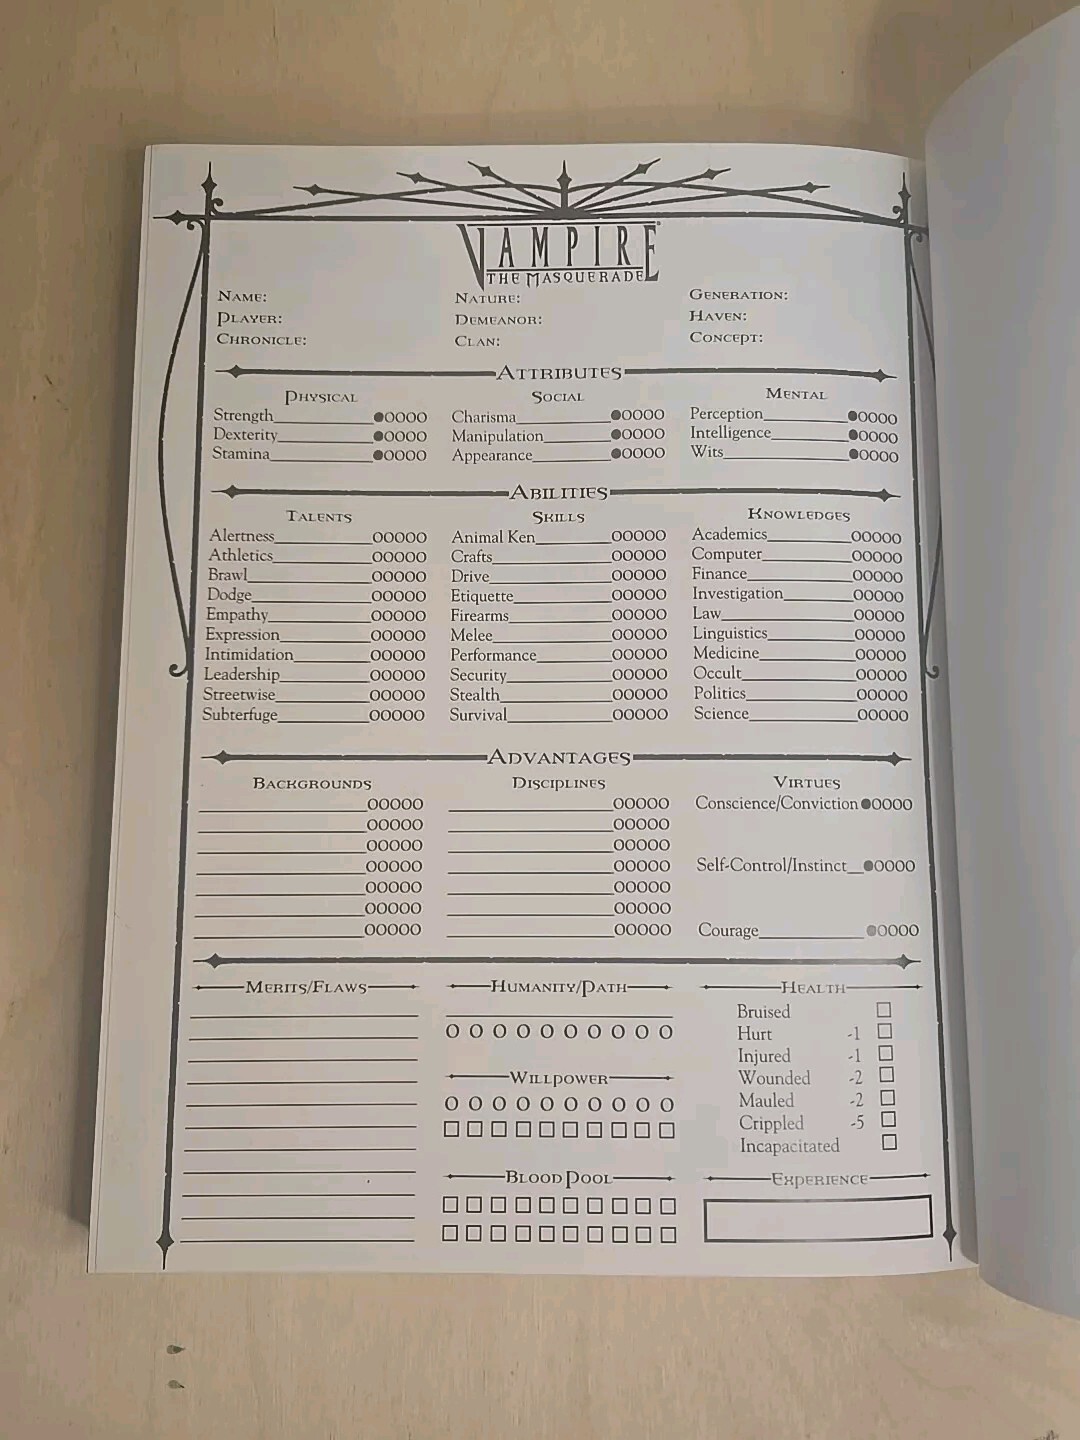 VAMPIRE
THE MASQUERADE
NAME: NATURE: GENERATION:
PLAYER: DEMEANOR: HAVEN:
CHRONICLE: CLAN: CONCEPT:
ATTRIBUTES
PHYSICAL SOCIAL MENTAL
Strength Charisma Perception
Dexterity Manipulation Intelligence
Stamina Appearance Wits
ABILITIES
TALENTS SKILLS KNOWLEDGES
Alertness Animal Ken Academics
Athletics Crafts Computer
Brawl Drive Finance
Dodge Etiquette Investigation
Empathy Firearms Law
Expression Melee Linguistics
Intimidation Performance Medicine
Leadership Security Occult
Streetwise Stealth Politics
Subterfuge Survival Science
ADVANTAGES
BACKGROUNDS DISCIPLINES VIRTUES
Conscience/Conviction
Self-Control/Instinct
Courage
MERITS/FLAWS HUMANITY/PATH HEALTH
Bruised
Hurt -1
Injured -1
Wounded -2
WILLPOWER
Mauled -2
Crippled -5
Incapacitated
BLOOD POOL EXPERIENCE